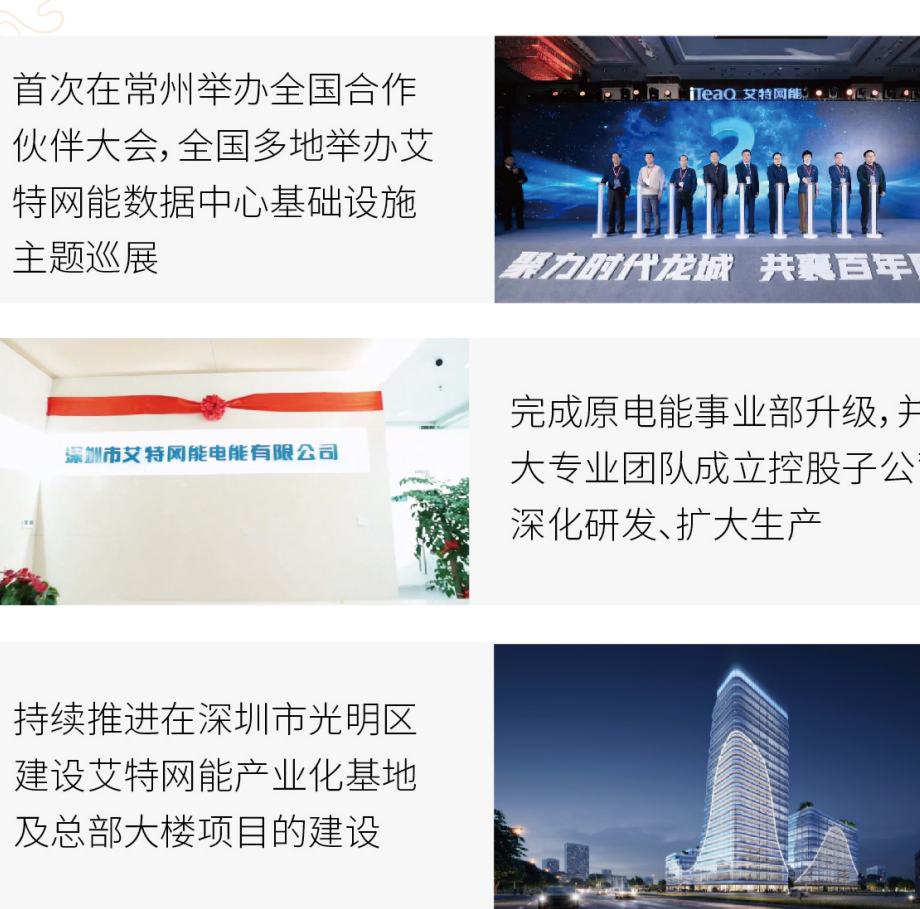 首次在常州举办全国合作
伙伴大会，全国多地举办艾
特网能数据中心基础设施
主题巡展
iTeaQ 艾特网能
聚力时代龙城 共襄百年
深圳市艾特网能电能有限公司
完成原电能事业部升级，并
大专业团队成立控股子公
深化研发、扩大生产
持续推进在深圳市光明区
建设艾特网能产业化基地
及总部大楼项目的建设